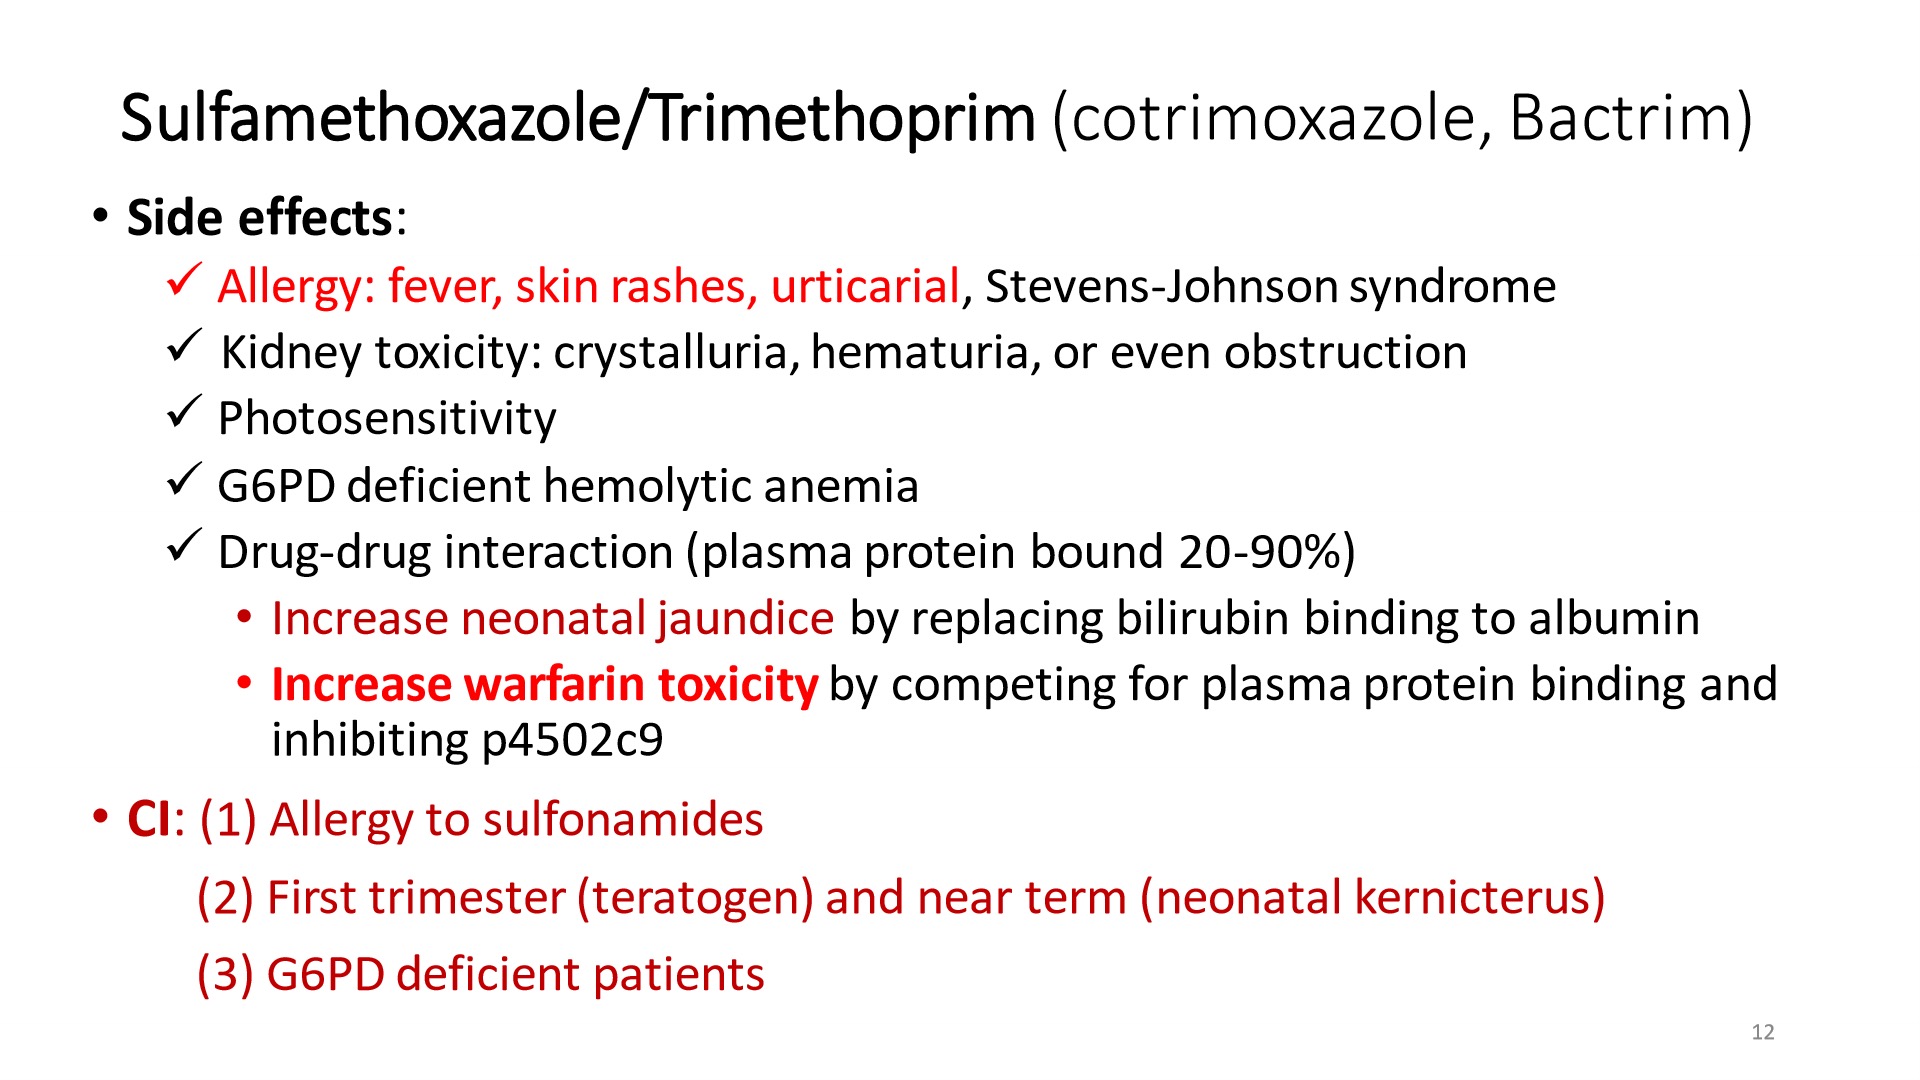 Sulfamethoxazole/Trimethoprim (cotrimoxazole, Bactrim)
• Side effects:
✓ Allergy: fever, skin rashes, urticarial, Stevens-Johnson syndrome
✓ Kidney toxicity: crystalluria, hematuria, or even obstruction
✓ Photosensitivity
✓ G6PD deficient hemolytic anemia
✓ Drug-drug interaction (plasma protein bound 20-90%)
• Increase neonatal jaundice by replacing bilirubin binding to albumin
• Increase warfarin toxicity by competing for plasma protein binding and
inhibiting p4502c9
• CI: (1) Allergy to sulfonamides
(2) First trimester (teratogen) and near term (neonatal kernicterus)
(3) G6PD deficient patients
12